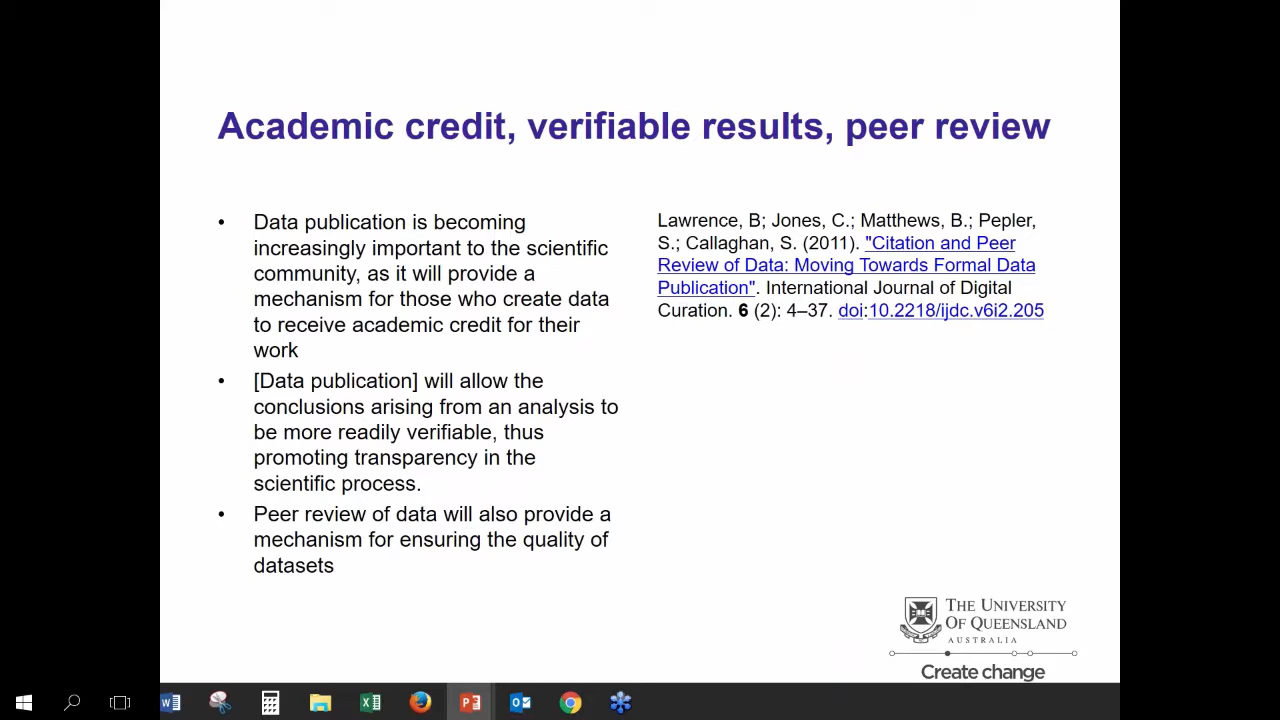 Academic credit, verifiable results, peer review
• Data publication is becoming
increasingly important to the scientific
community, as it will provide a
mechanism for those who create data
to receive academic credit for their
work
• [Data publication] will allow the
conclusions arising from an analysis to
be more readily verifiable, thus
promoting transparency in the
scientific process.
• Peer review of data will also provide a
mechanism for ensuring the quality of
datasets
Lawrence, B; Jones, C.; Matthews, B.; Pepler,
S.; Callaghan, S. (2011). "Citation and Peer
Review of Data: Moving Towards Formal Data
Publication". International Journal of Digital
Curation. 6 (2): 4–37. doi:10.2218/ijdc.v6i2.205
THE UNIVERSITY
OF QUEENSLAND
AUSTRALIA
Create change